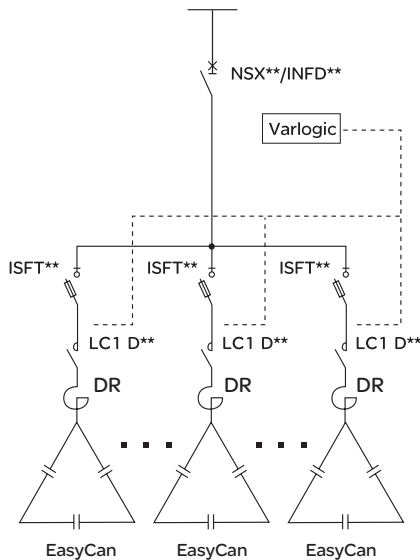 NSX**/INFD**
Varlogic
ISFT** ISFT** ISFT**
LC1 D** LC1 D** LC1 D**
DR DR DR
EasyCan EasyCan EasyCan